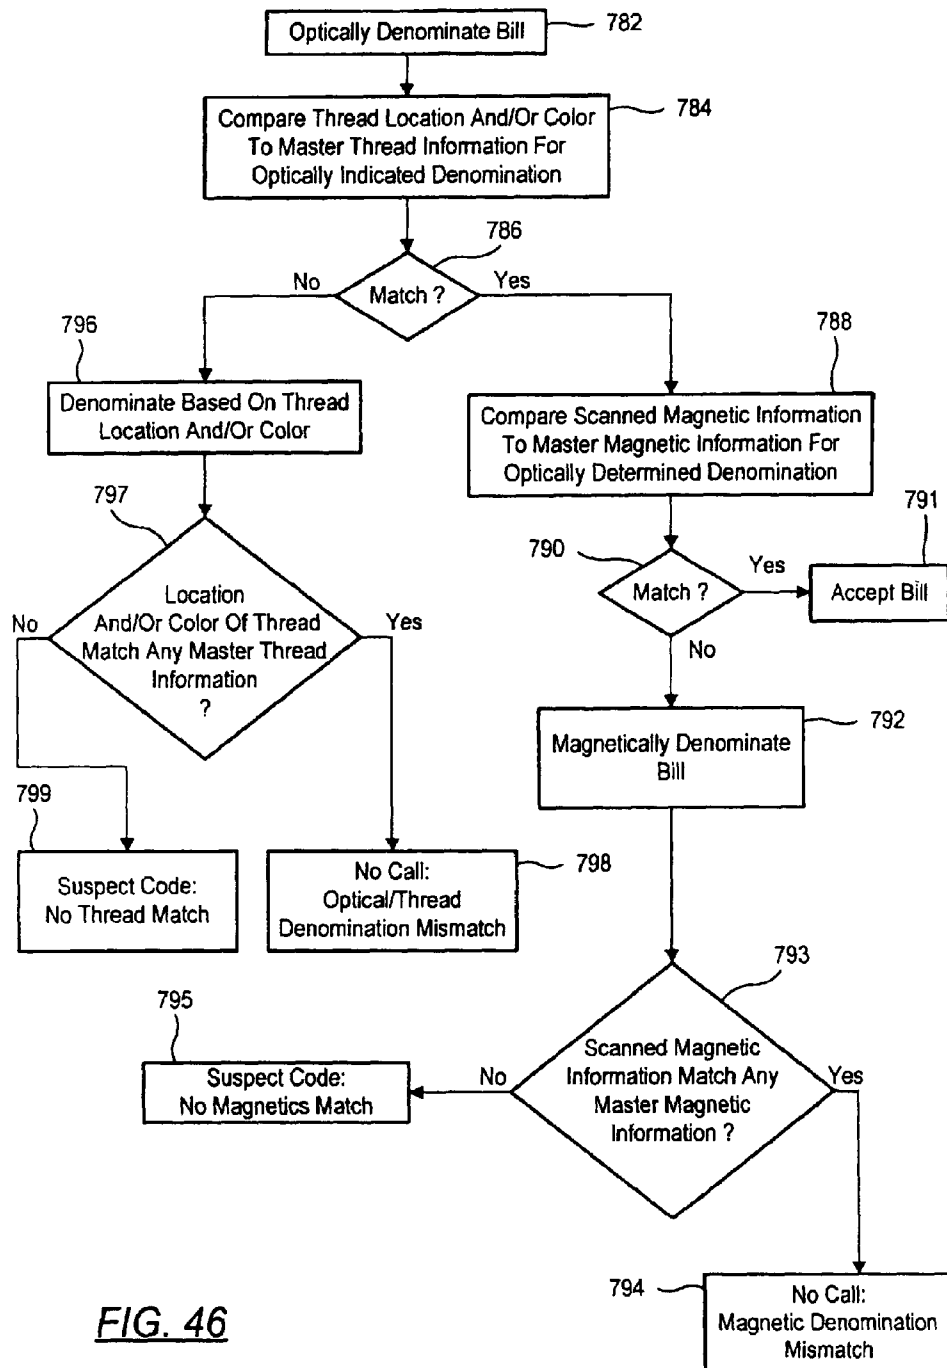 Optically Denominate Bill
782
Compare Thread Location And/Or Color
To Master Thread Information For
Optically Indicated Denomination
784
786
No
Match ?
Yes
796
Denominate Based On Thread
Location And/Or Color
788
Compare Scanned Magnetic Information
To Master Magnetic Information For
Optically Determined Denomination
797
Location
And/Or Color Of Thread
Match Any Master Thread
Information
?
No
Yes
790
Match ?
Yes
791
Accept Bill
No
792
Magnetically Denominate
Bill
799
Suspect Code:
No Thread Match
No Call:
Optical/Thread
Denomination Mismatch
798
793
Scanned Magnetic
Information Match Any
Master Magnetic
Information ?
No
Yes
795
Suspect Code:
No Magnetics Match
794
No Call:
Magnetic Denomination
Mismatch
FIG. 46